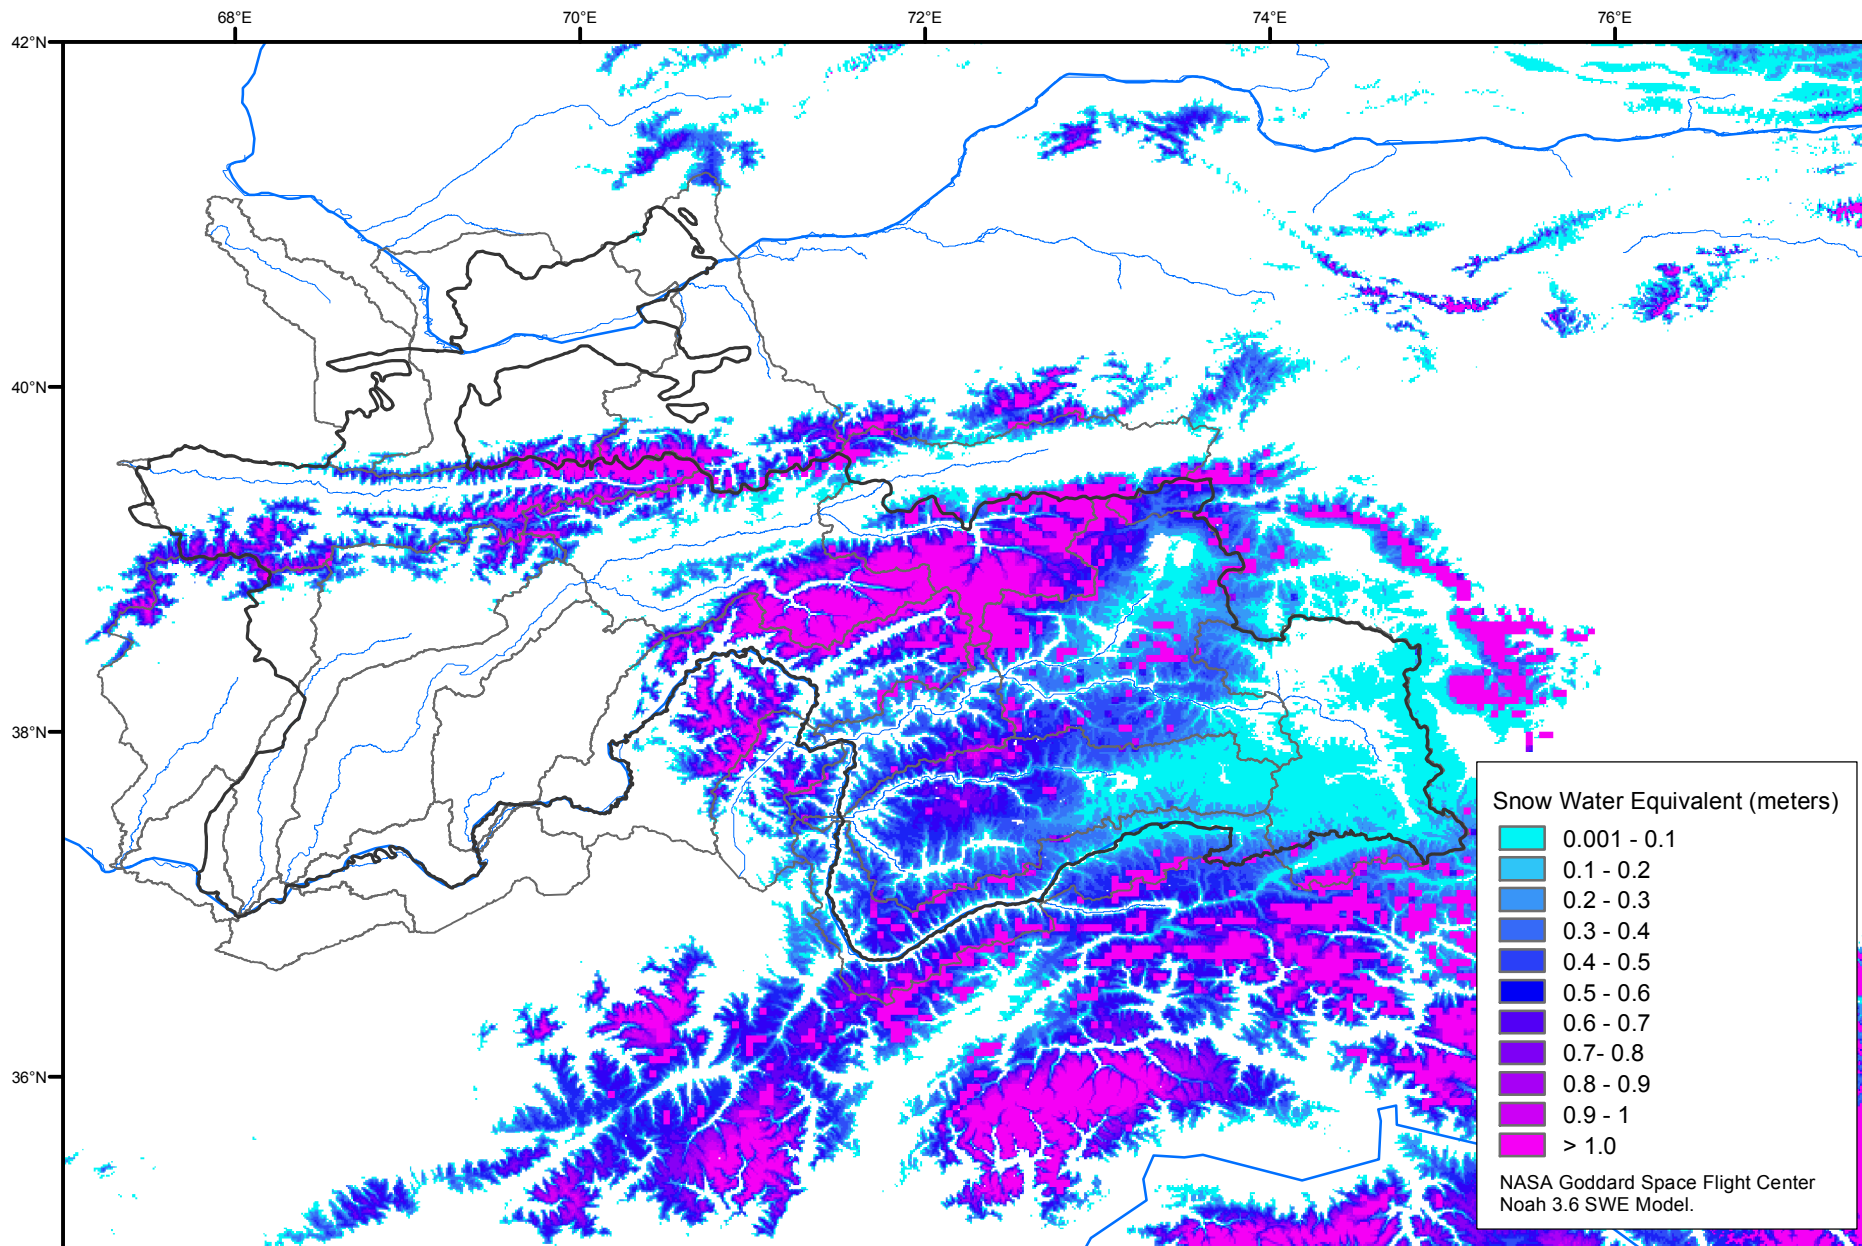 68°E 70°E 72°E 74°E 76°E
42°N
40°N
38°N
36°N
Snow Water Equivalent (meters)
0.001 - 0.1
0.1 - 0.2
0.2 - 0.3
0.3 - 0.4
0.4 - 0.5
0.5 - 0.6
0.6 - 0.7
0.7- 0.8
0.8 - 0.9
0.9 - 1
> 1.0
NASA Goddard Space Flight Center
Noah 3.6 SWE Model.